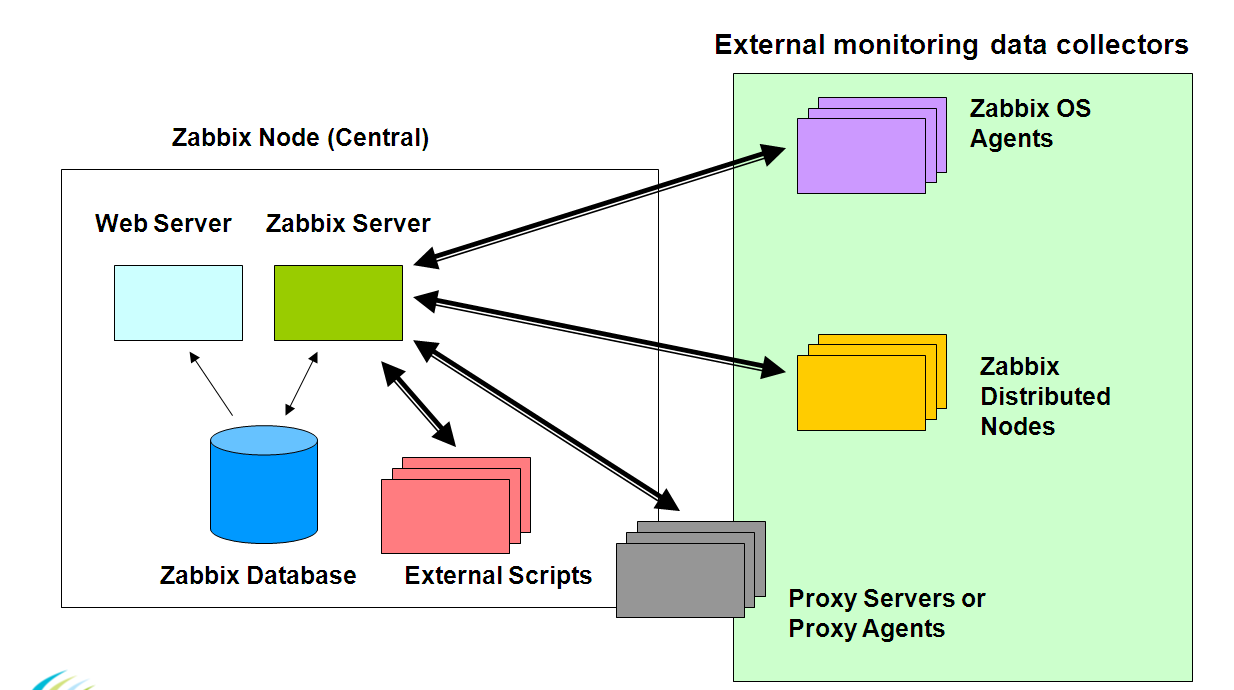 External monitoring data collectors
Zabbix Node (Central)
Zabbix OS
Agents
Web Server
Zabbix Server
Zabbix
Distributed
Nodes
Zabbix Database
External Scripts
Proxy Servers or
Proxy Agents